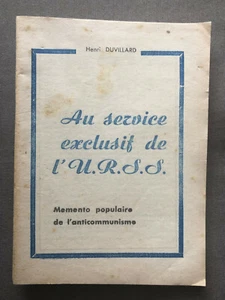 Henri DUVILLARD
Au service
exclusif de
l'U.R.S.S.
Memento populaire
de l'anticommunisme